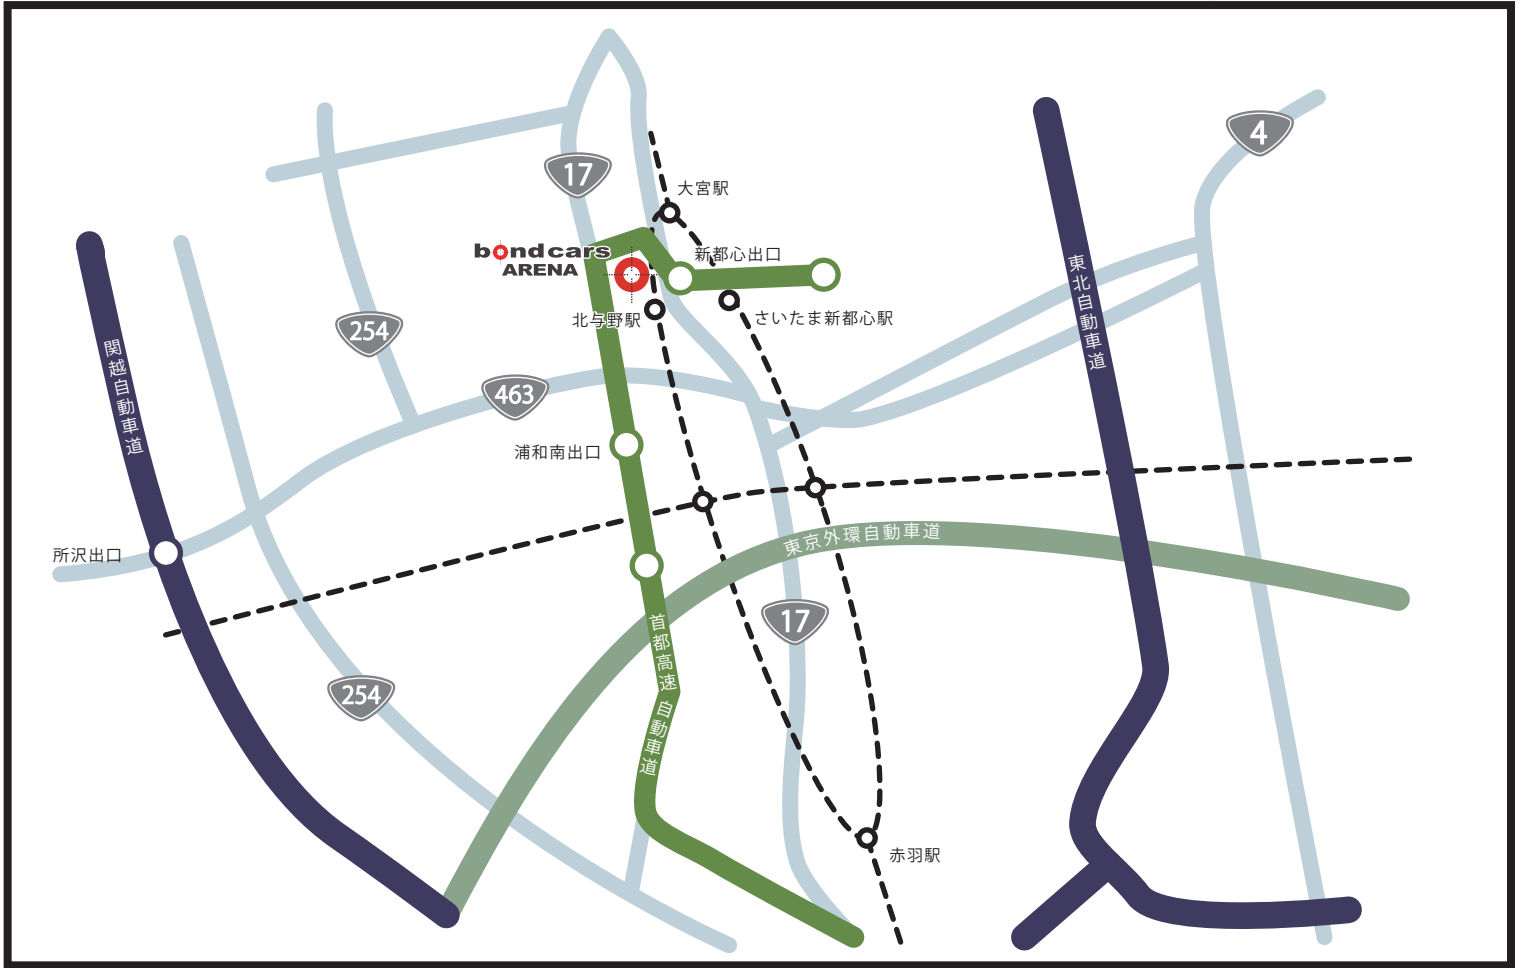 4
17
大宮駅
bondcars
ARENA
新都心出口
北与野駅
さいたま新都心駅
254
関越自動車道
東北自動車道
463
浦和南出口
所沢出口
東京外環自動車道
17
首都高速自動車道
254
赤羽駅